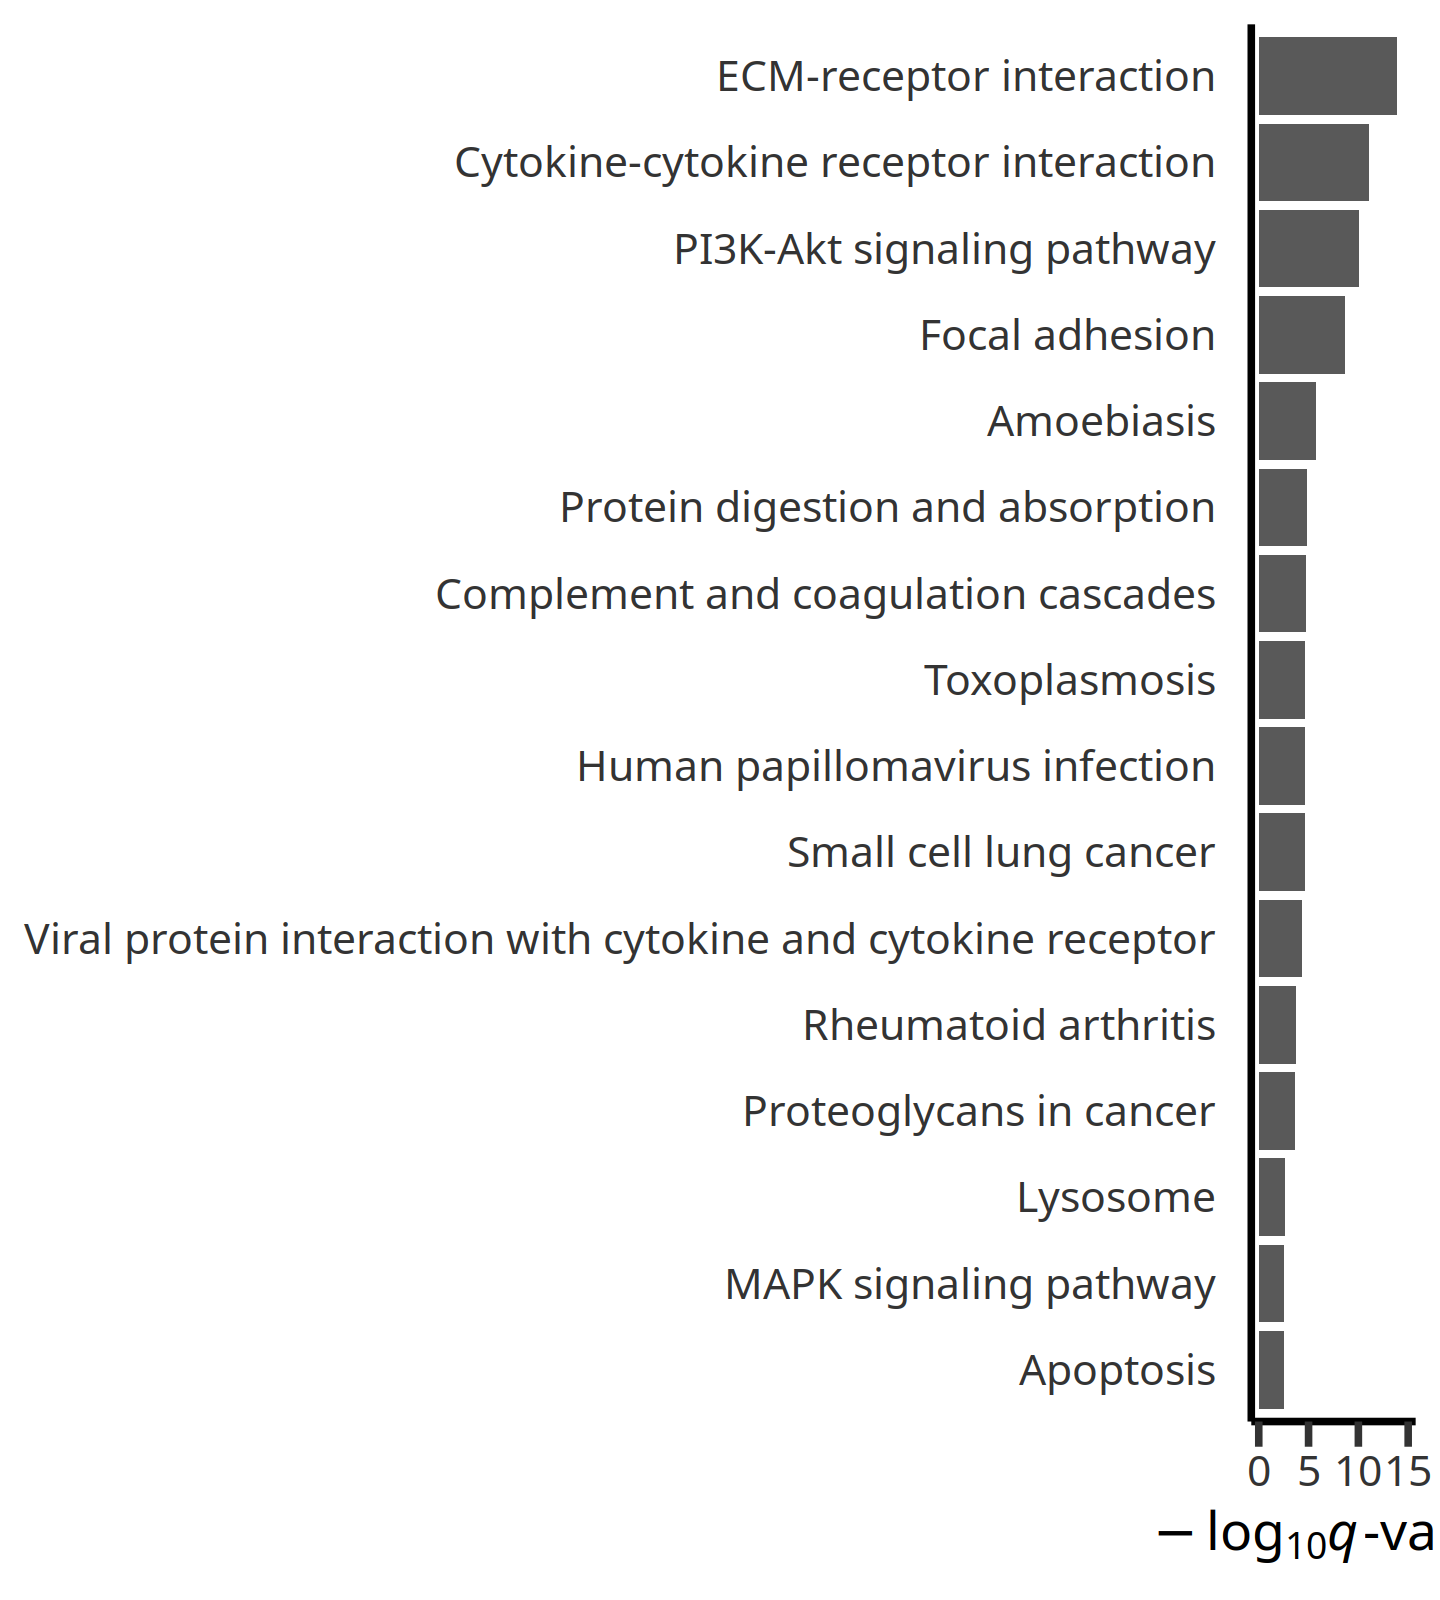 ECM-receptor interaction
Cytokine-cytokine receptor interaction
PI3K-Akt signaling pathway
Focal adhesion
Amoebiasis
Protein digestion and absorption
Complement and coagulation cascades
Toxoplasmosis
Human papillomavirus infection
Small cell lung cancer
Viral protein interaction with cytokine and cytokine receptor
Rheumatoid arthritis
Proteoglycans in cancer
Lysosome
MAPK signaling pathway
Apoptosis
0 5 10 15
− log₁₀q-va